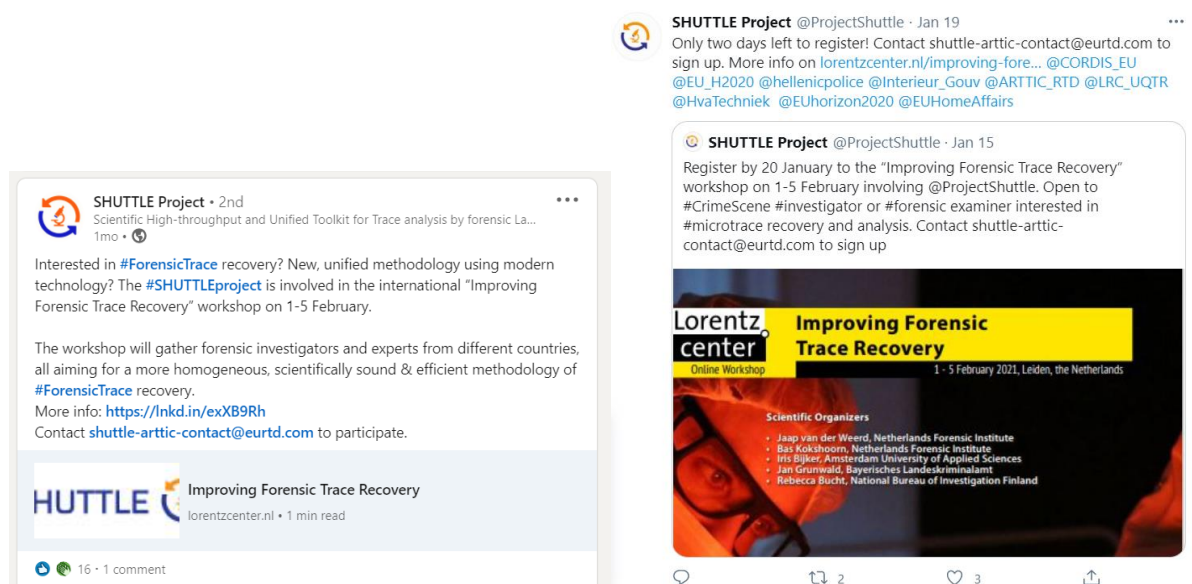 SHUTTLE Project • 2nd
Scientific High-throughput and Unified Toolkit for Trace analysis by forensic La...
1mo •
Interested in #ForensicTrace recovery? New, unified methodology using modern
technology? The #SHUTTLEproject is involved in the international “Improving
Forensic Trace Recovery” workshop on 1-5 February.
The workshop will gather forensic investigators and experts from different countries,
all aiming for a more homogeneous, scientifically sound & efficient methodology of
#ForensicTrace recovery.
More info: https://lnkd.in/exXB9Rh
Contact shuttle-arttic-contact@eurtd.com to participate.
HUTTLE
Improving Forensic Trace Recovery
lorentzcenter.nl • 1 min read
16 · 1 comment
SHUTTLE Project @ProjectShuttle · Jan 19
Only two days left to register! Contact shuttle-arttic-contact@eurtd.com to
sign up. More info on lorentzcenter.nl/improving-fore... @CORDIS_EU
@EU_H2020 @hellenicpolice @Interieur_Gouv @ARTTIC_RTD @LRC_UQTR
@HvaTechniek @EUhorizon2020 @EUHomeAffairs
SHUTTLE Project @ProjectShuttle · Jan 15
Register by 20 January to the “Improving Forensic Trace Recovery”
workshop on 1-5 February involving @ProjectShuttle. Open to
#CrimeScene #investigator or #forensic examiner interested in
#microtrace recovery and analysis. Contact shuttle-arttic-
contact@eurtd.com to sign up
Lorentz
center
Online Workshop
Improving Forensic
Trace Recovery
1 - 5 February 2021, Leiden, the Netherlands
Scientific Organizers
• Jaap van der Weerd, Netherlands Forensic Institute
• Bas Kokshoorn, Netherlands Forensic Institute
• Iris Bijker, Amsterdam University of Applied Sciences
• Jan Grunwald, Bayerisches Landeskriminalamt
• Rebecca Bucht, National Bureau of Investigation Finland
2
3